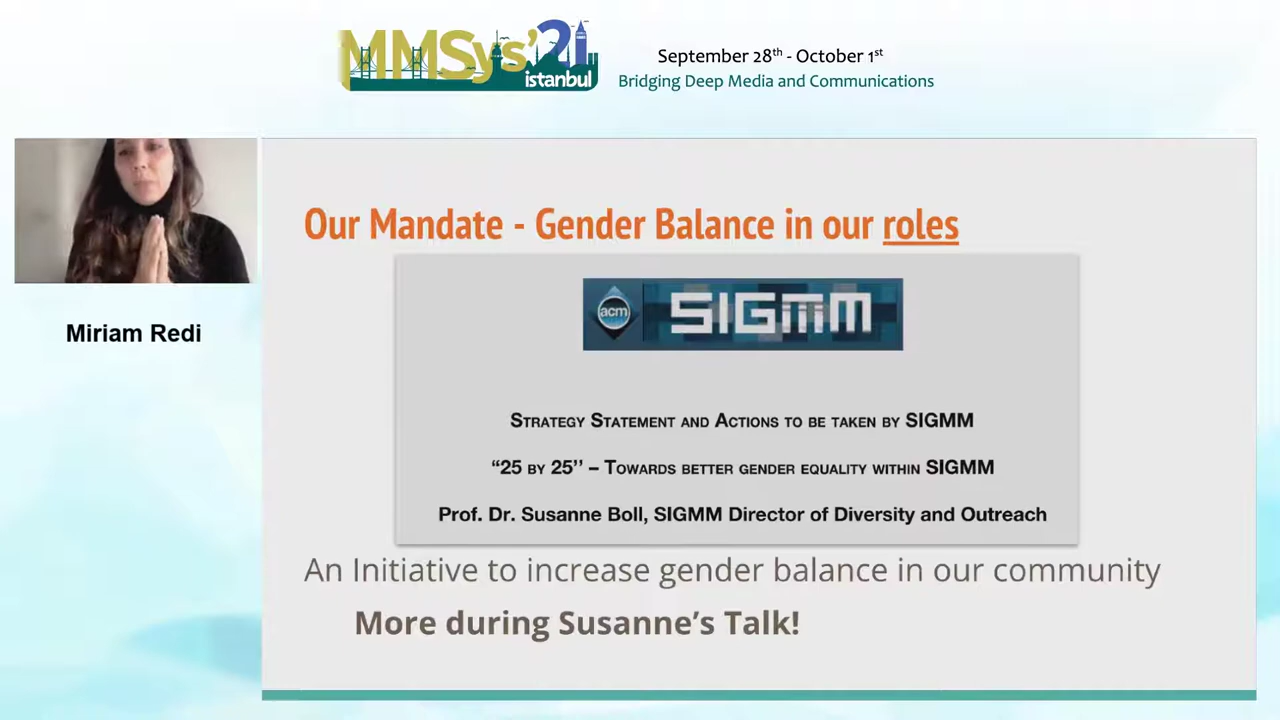 MMSys'21
istanbul
September 28th - October 1st
Bridging Deep Media and Communications
Miriam Redi
Our Mandate - Gender Balance in our roles
acm SIGMM
Strategy Statement and Actions to be taken by SIGMM
“25 by 25’’ – Towards better gender equality within SIGMM
Prof. Dr. Susanne Boll, SIGMM Director of Diversity and Outreach
An Initiative to increase gender balance in our community
More during Susanne’s Talk!